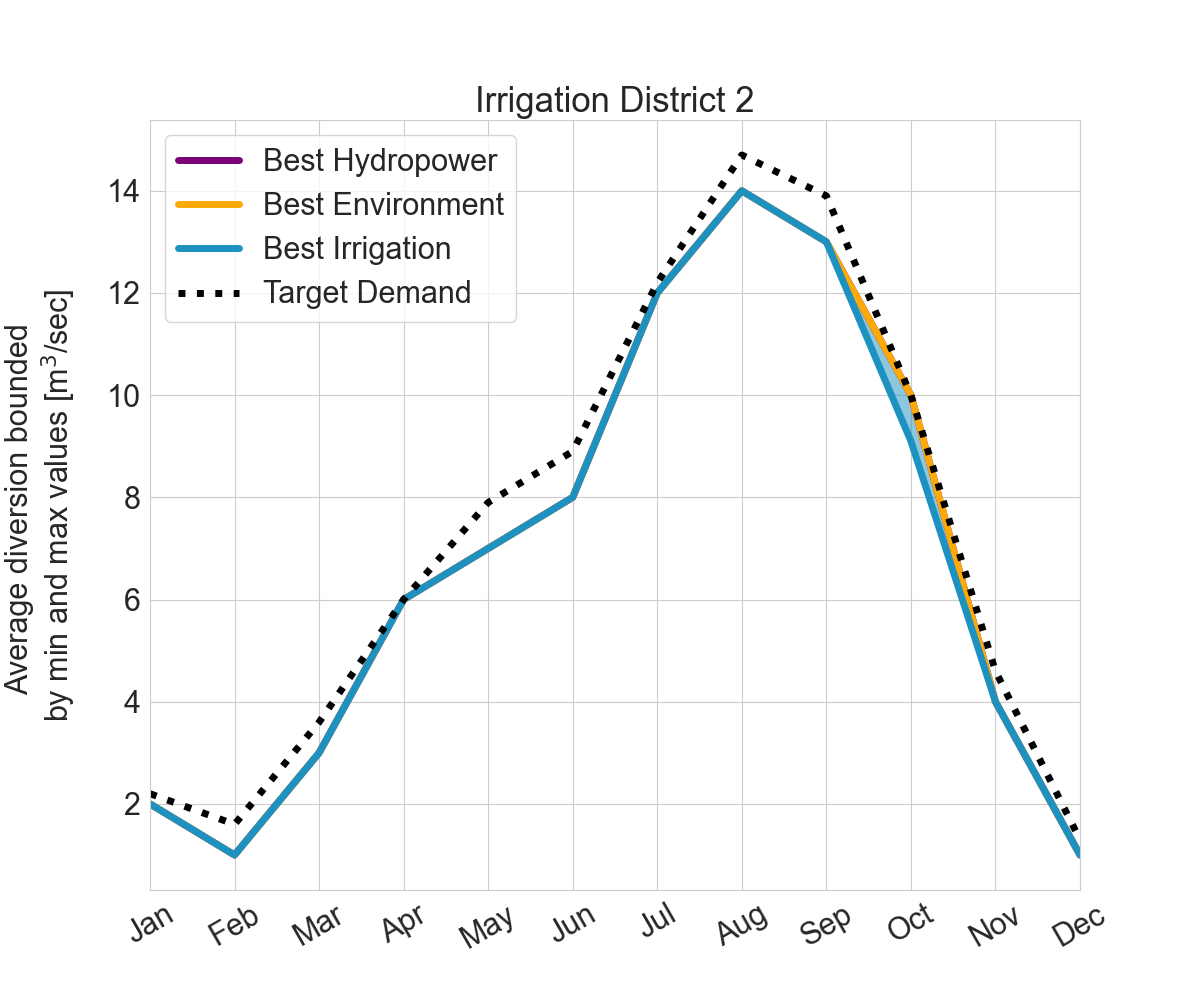 Irrigation District 2
Best Hydropower
Best Environment
Best Irrigation
Target Demand
Average diversion bounded
by min and max values [m³/sec]
14
12
10
8
6
4
2
Jan
Feb
Mar
Apr
May
Jun
Jul
Aug
Sep
Oct
Nov
Dec